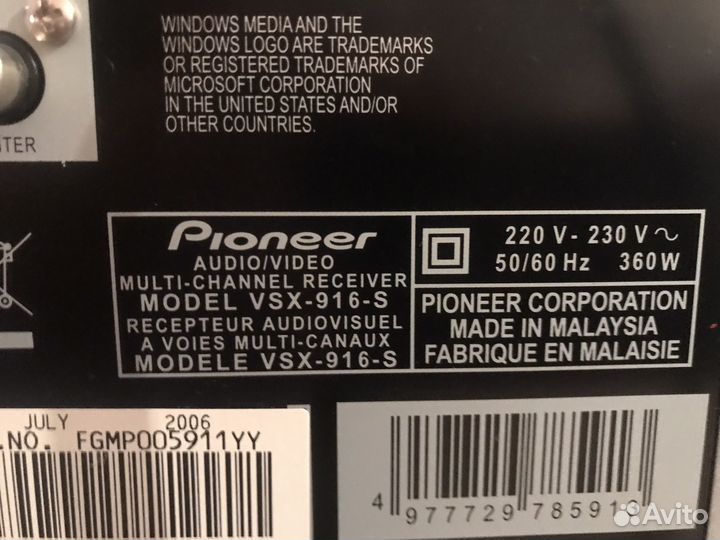 WINDOWS MEDIA AND THE
WINDOWS LOGO ARE TRADEMARKS
OR REGISTERED TRADEMARKS OF
MICROSOFT CORPORATION
IN THE UNITED STATES AND/OR
OTHER COUNTRIES.
NTER
Pioneer
AUDIO/VIDEO
MULTI-CHANNEL RECEIVER
MODEL VSX-916-S
RECEPTEUR AUDIOVISUEL
A VOIES MULTI-CANAUX
MODELE VSX-916-S
220 V - 230 V ~
50/60 Hz 360W
PIONEER CORPORATION
MADE IN MALAYSIA
FABRIQUE EN MALAISIE
JULY 2006
.NO. FGMP005911YY
4 977729 785916
Avito